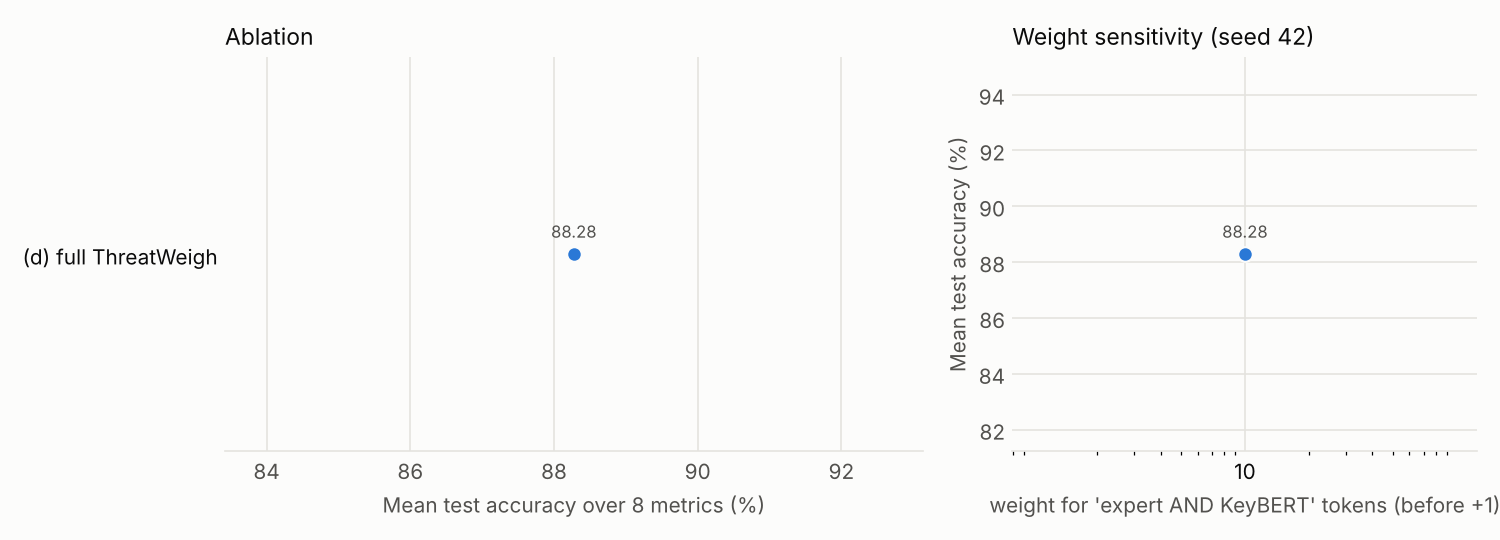 Ablation
88.28
(d) full ThreatWeigh
84 86 88 90 92
Mean test accuracy over 8 metrics (%)
Weight sensitivity (seed 42)
Mean test accuracy (%)
94
92
90
88
86
84
82
88.28
10
weight for 'expert AND KeyBERT' tokens (before +1)